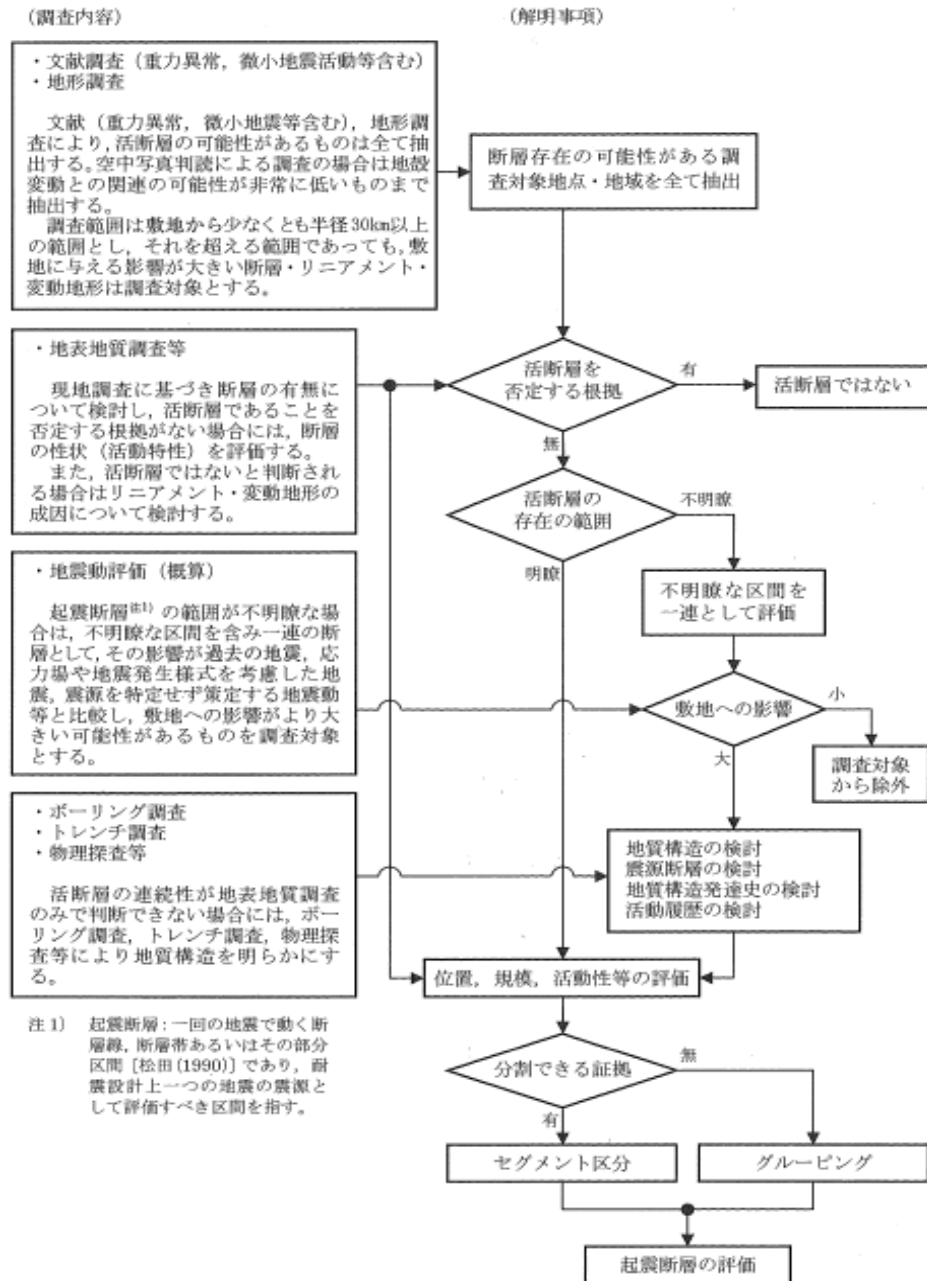 (調査内容)
(解明事項)
・文献調査(重力異常,微小地震活動等含む)
・地形調査
文献(重力異常,微小地震等含む),地形調
査により,活断層の可能性があるものは全て抽
出する。空中写真判読による調査の場合は地殻
変動との関連の可能性が非常に低いものまで
抽出する。
調査範囲は敷地から少なくとも半径30km以上
の範囲とし,それを超える範囲であっても,敷
地に与える影響が大きい断層・リニアメント・
変動地形は調査対象とする。
断層存在の可能性がある調
査対象地点・地域を全て抽出
・地表地質調査等
現地調査に基づき断層の有無に
ついて検討し,活断層であることを
否定する根拠がない場合には,断層
の性状(活動特性)を評価する。
また,活断層ではないと判断され
る場合はリニアメント・変動地形の
成因について検討する。
活断層を
否定する根拠
有
活断層ではない
無
活断層の
存在の範囲
不明瞭
明瞭
不明瞭な区間を
一連として評価
・地震動評価(概算)
起震断層注1)の範囲が不明瞭な場
合は,不明瞭な区間を含み一連の断
層として,その影響が過去の地震,応
力場や地震発生様式を考慮した地
震,震源を特定せず策定する地震動
等と比較し,敷地への影響がより大
きい可能性があるものを調査対象
とする。
敷地への影響
小
大
調査対象
から除外
・ボーリング調査
・トレンチ調査
・物理探査等
活断層の連続性が地表地質調査
のみで判断できない場合には,ボー
リング調査,トレンチ調査,物理探
査等により地質構造を明らかにす
る。
地質構造の検討
震源断層の検討
地質構造発達史の検討
活動履歴の検討
位置,規模,活動性等の評価
注1) 起震断層:一回の地震で動く断
層線,断層帯あるいはその部分
区間[松田(1990)]であり,耐
震設計上一つの地震の震源と
して評価すべき区間を指す。
分割できる証拠
無
有
セグメント区分
グルーピング
起震断層の評価